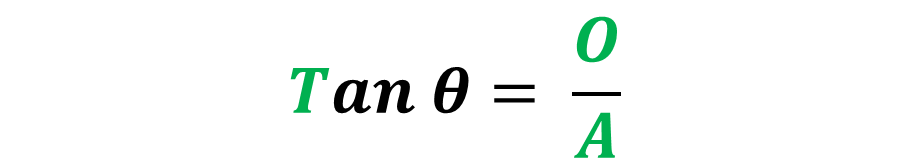 Tan θ = O/A